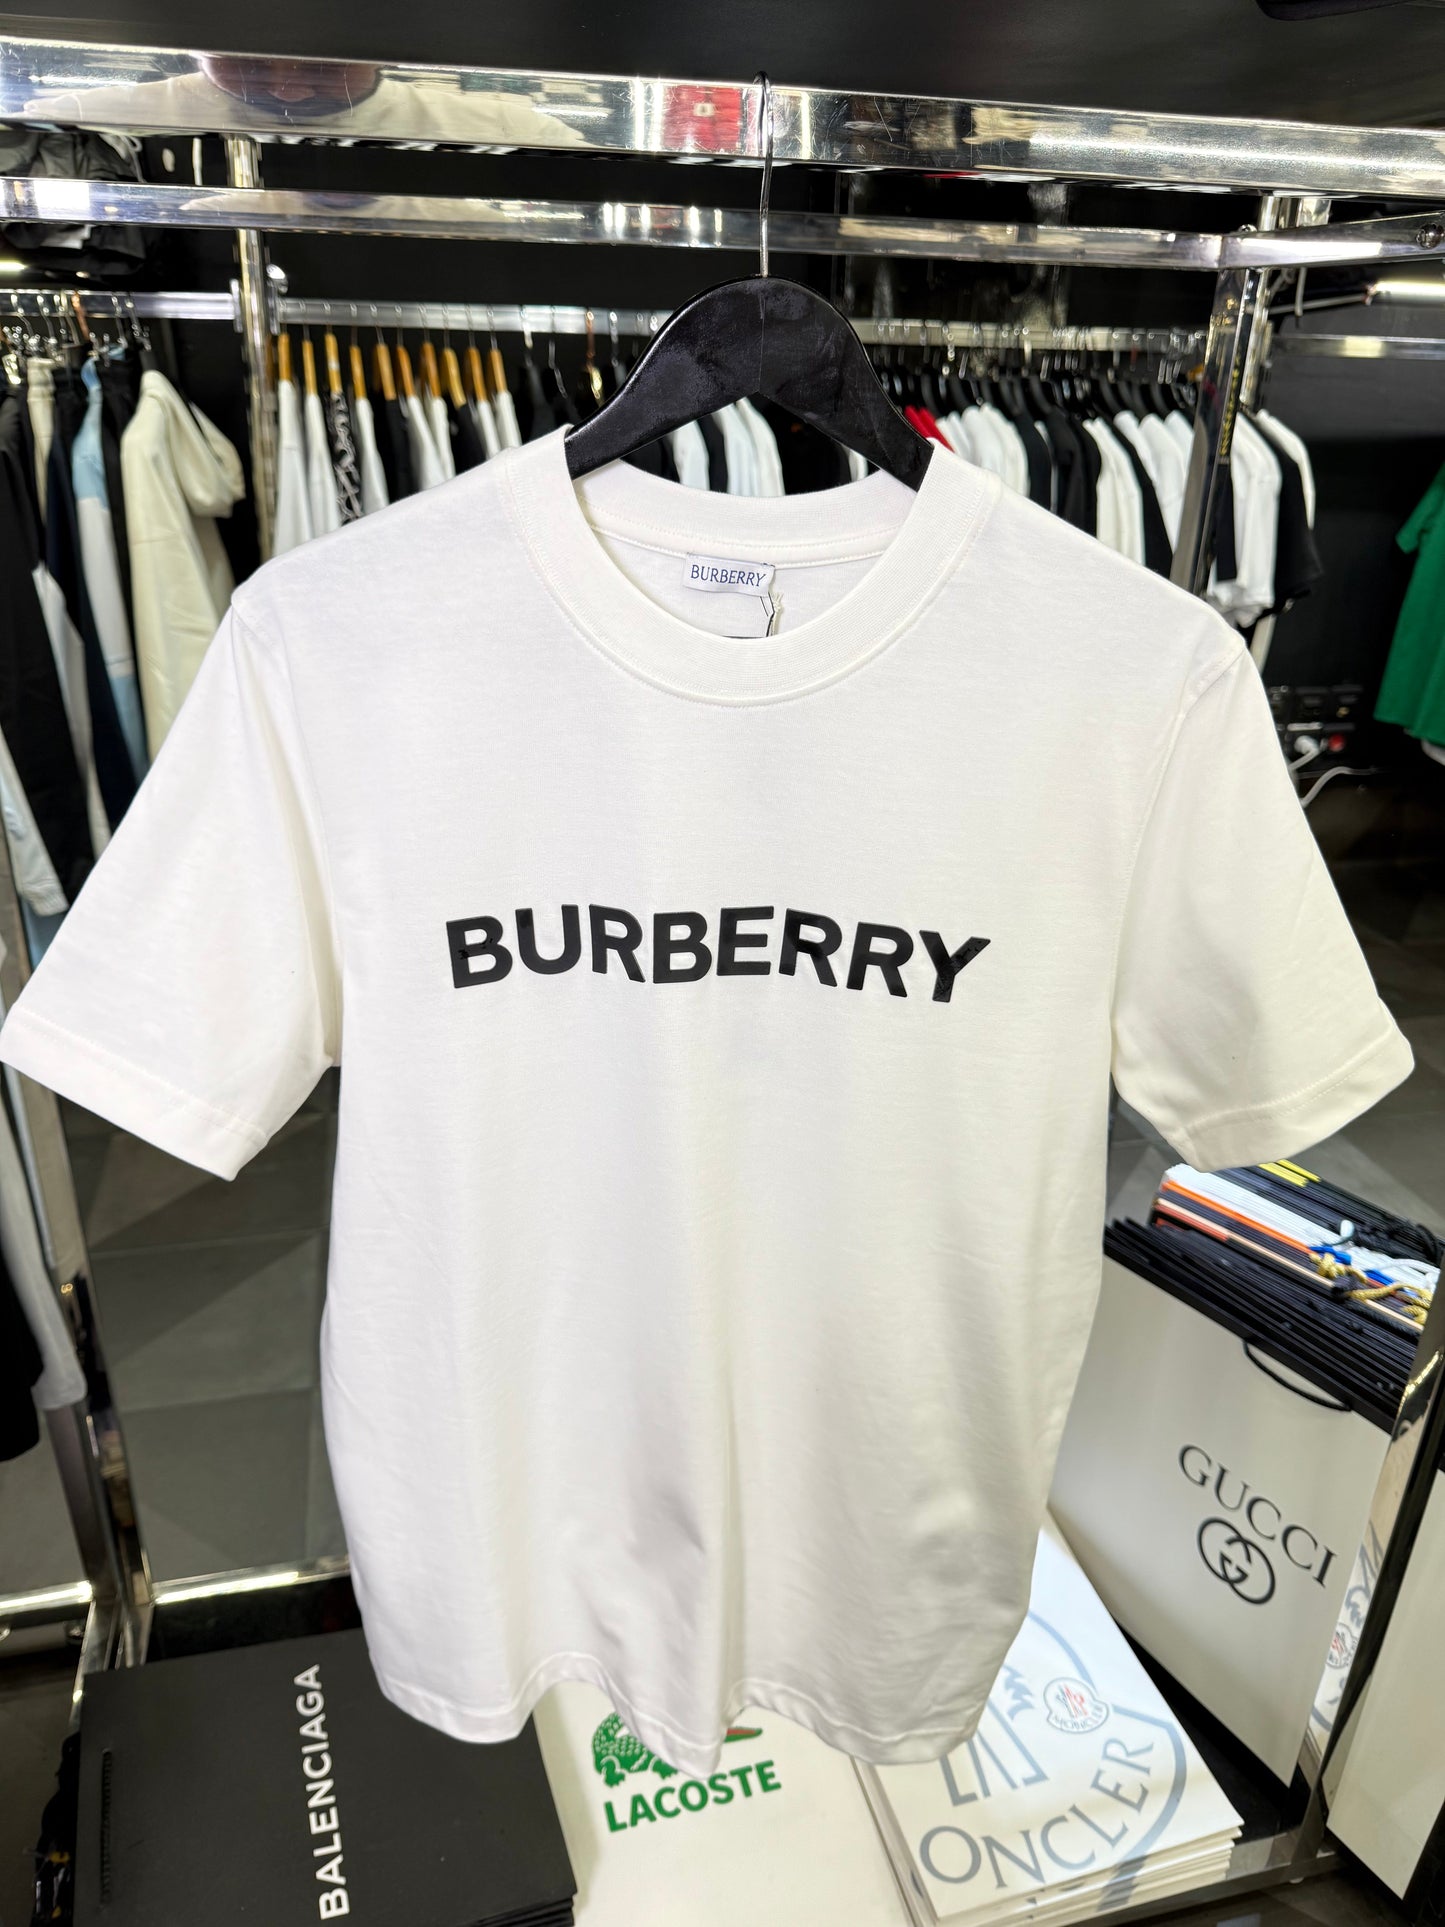 BURBERRY
BURBERRY
GUCCI
BALENCIAGA
LACOSTE
MONCLER
ONCLER